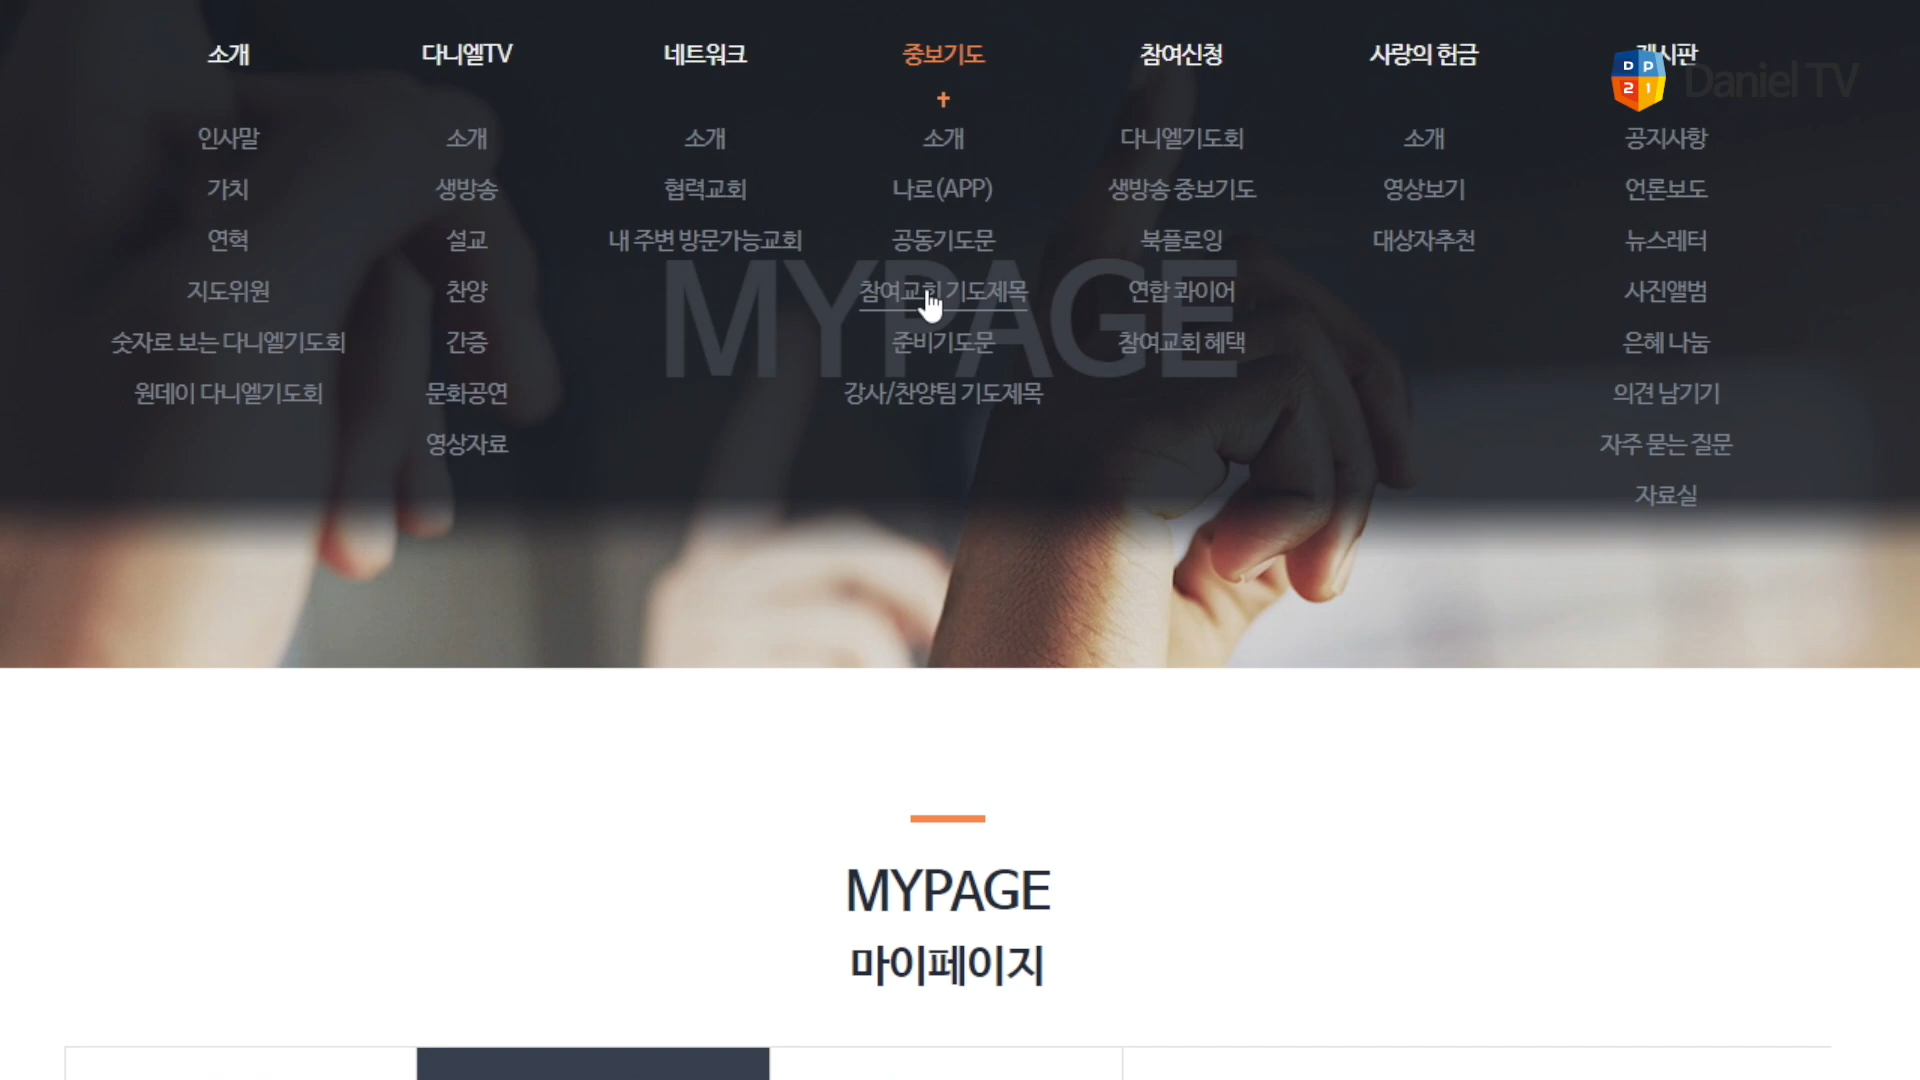 소개
다니엘TV
네트워크
중보기도
참여신청
사랑의 헌금
게시판
DP
21
Daniel TV
인사말
가치
연혁
지도위원
숫자로 보는 다니엘기도회
원데이 다니엘기도회
소개
생방송
설교
찬양
간증
문화공연
영상자료
소개
협력교회
내 주변 방문가능교회
소개
나로(APP)
공동기도문
참여교회 기도제목
준비기도문
강사/찬양팀 기도제목
다니엘기도회
생방송 중보기도
북플로잉
연합 콰이어
참여교회 혜택
소개
영상보기
대상자추천
공지사항
언론보도
뉴스레터
사진앨범
은혜 나눔
의견 남기기
자주 묻는 질문
자료실
MYPAGE
MYPAGE
마이페이지